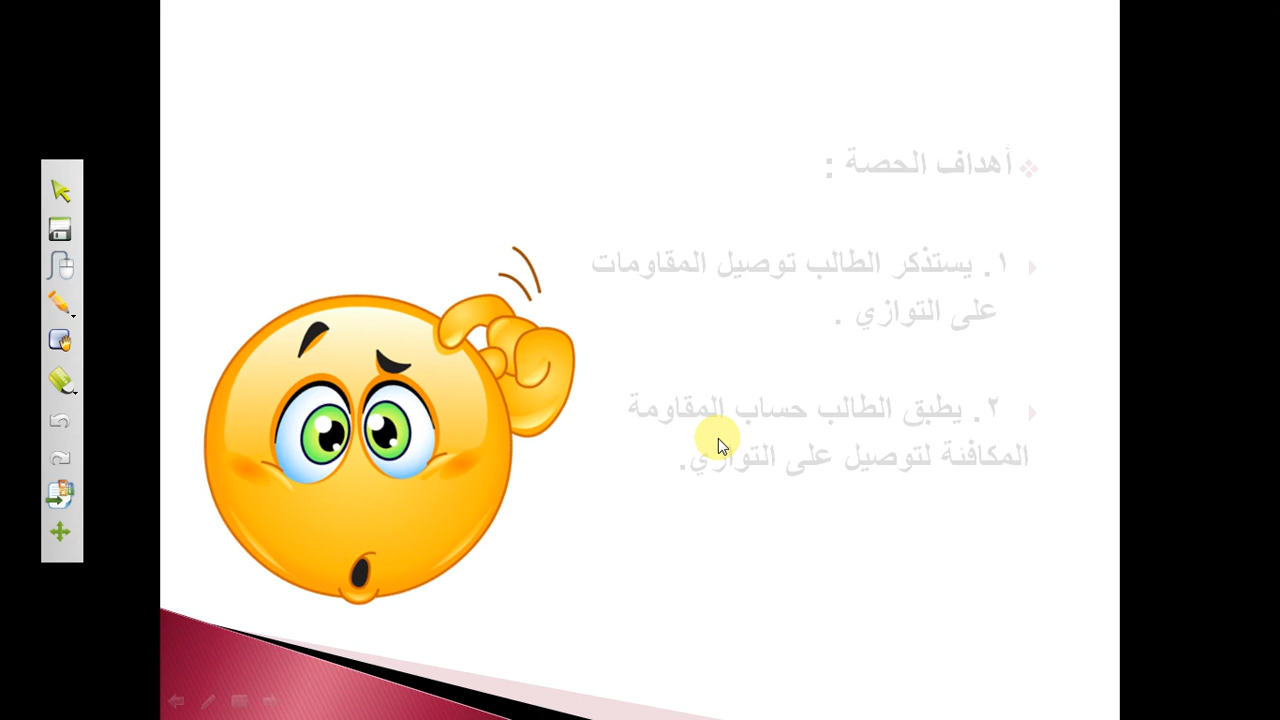 أهداف الحصة :
١. يستذكر الطالب توصيل المقاومات
على التوازي .
٢. يطبق الطالب حساب المقاومة
المكافئة لتوصيل على التوازي.